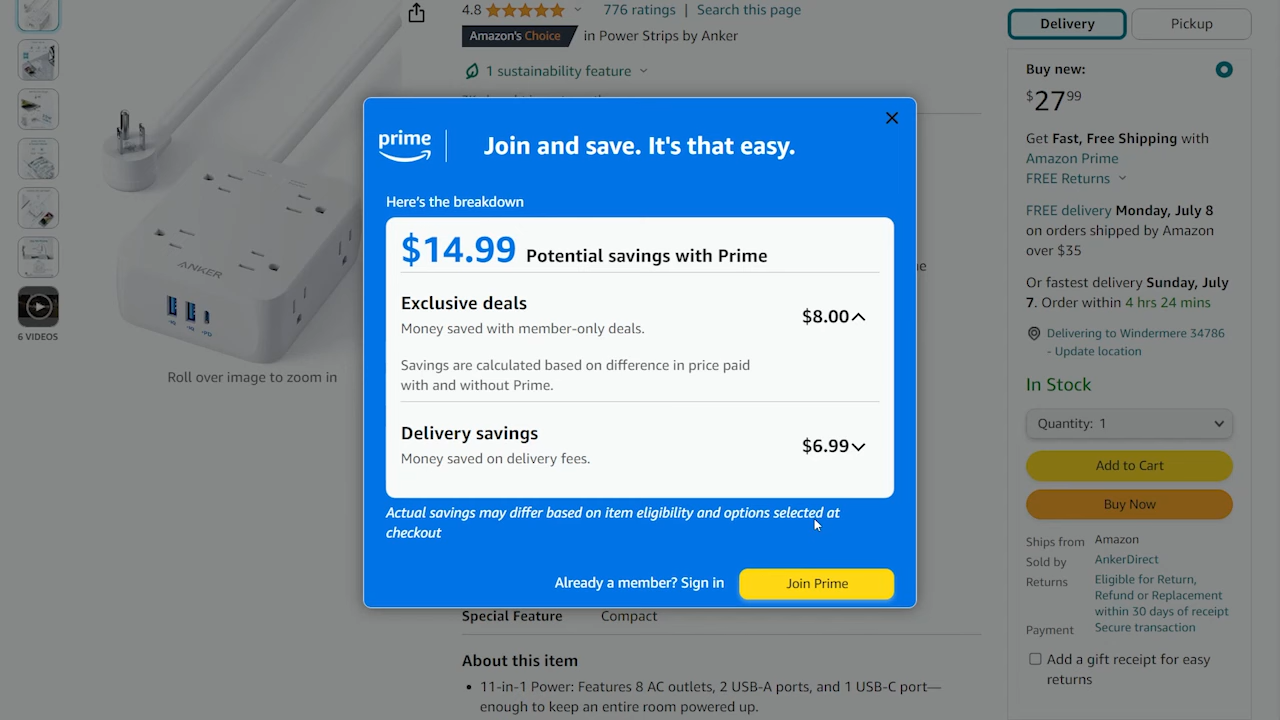 4.8
776 ratings | Search this page
Amazon's Choice in Power Strips by Anker
1 sustainability feature
prime
Join and save. It's that easy.
Here's the breakdown
$14.99 Potential savings with Prime
Exclusive deals
$8.00
Money saved with member-only deals.
Savings are calculated based on difference in price paid
with and without Prime.
Delivery savings
$6.99
Money saved on delivery fees.
Actual savings may differ based on item eligibility and options selected at
checkout
Already a member? Sign in
Join Prime
ANKER
6 VIDEOS
Roll over image to zoom in
Special Feature Compact
About this item
• 11-in-1 Power: Features 8 AC outlets, 2 USB-A ports, and 1 USB-C port—
enough to keep an entire room powered up.
Delivery
Pickup
Buy new:
$27.99
Get Fast, Free Shipping with
Amazon Prime
FREE Returns
FREE delivery Monday, July 8
on orders shipped by Amazon
over $35
Or fastest delivery Sunday, July
7. Order within 4 hrs 24 mins
Delivering to Windermere 34786
- Update location
In Stock
Quantity: 1
Add to Cart
Buy Now
Ships from Amazon
Sold by AnkerDirect
Returns Eligible for Return,
Refund or Replacement
within 30 days of receipt
Payment Secure transaction
Add a gift receipt for easy
returns